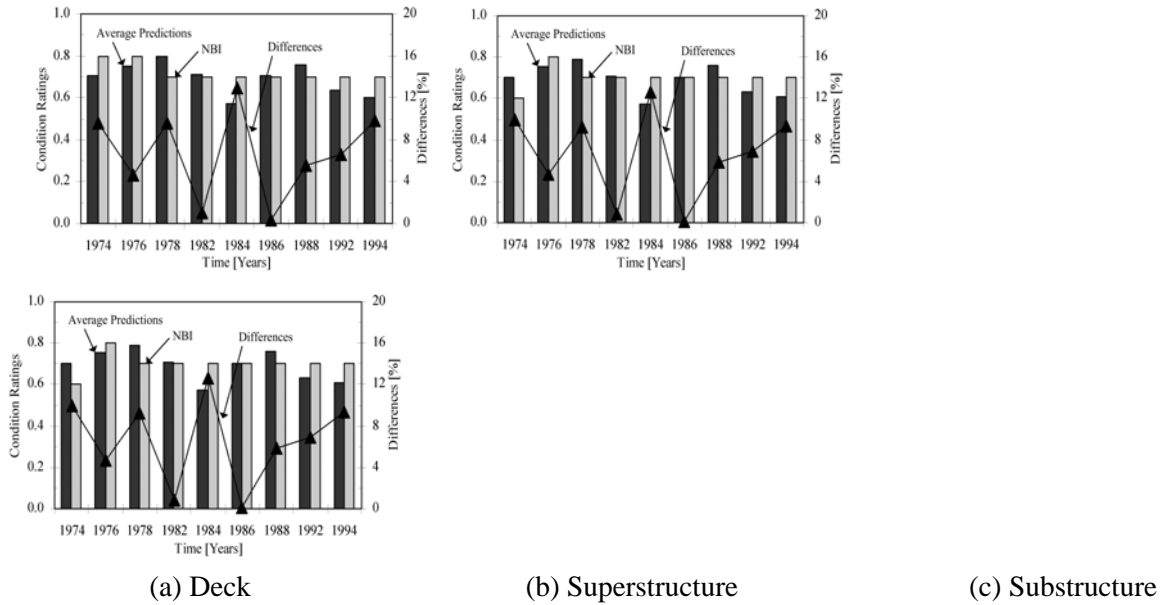 1.0 20
Average Predictions
NBI Differences
0.8 16
0.6 12
0.4 8
0.2 4
0.0 0
Condition Ratings
Differences [%]
1974 1976 1978 1982 1984 1986 1988 1992 1994
Time [Years]
1.0 20
Average Predictions
NBI Differences
0.8 16
0.6 12
0.4 8
0.2 4
0.0 0
Condition Ratings
Differences [%]
1974 1976 1978 1982 1984 1986 1988 1992 1994
Time [Years]
1.0 20
Average Predictions
NBI Differences
0.8 16
0.6 12
0.4 8
0.2 4
0.0 0
Condition Ratings
Differences [%]
1974 1976 1978 1982 1984 1986 1988 1992 1994
Time [Years]
(a) Deck (b) Superstructure (c) Substructure